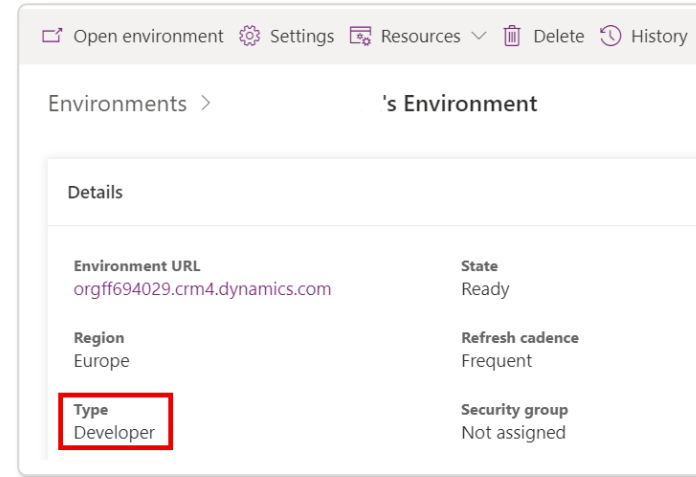 Open environment Settings Resources Delete History
Environments > 's Environment
Details
Environment URL State
orgff694029.crm4.dynamics.com Ready
Region Refresh cadence
Europe Frequent
Type Security group
Developer Not assigned